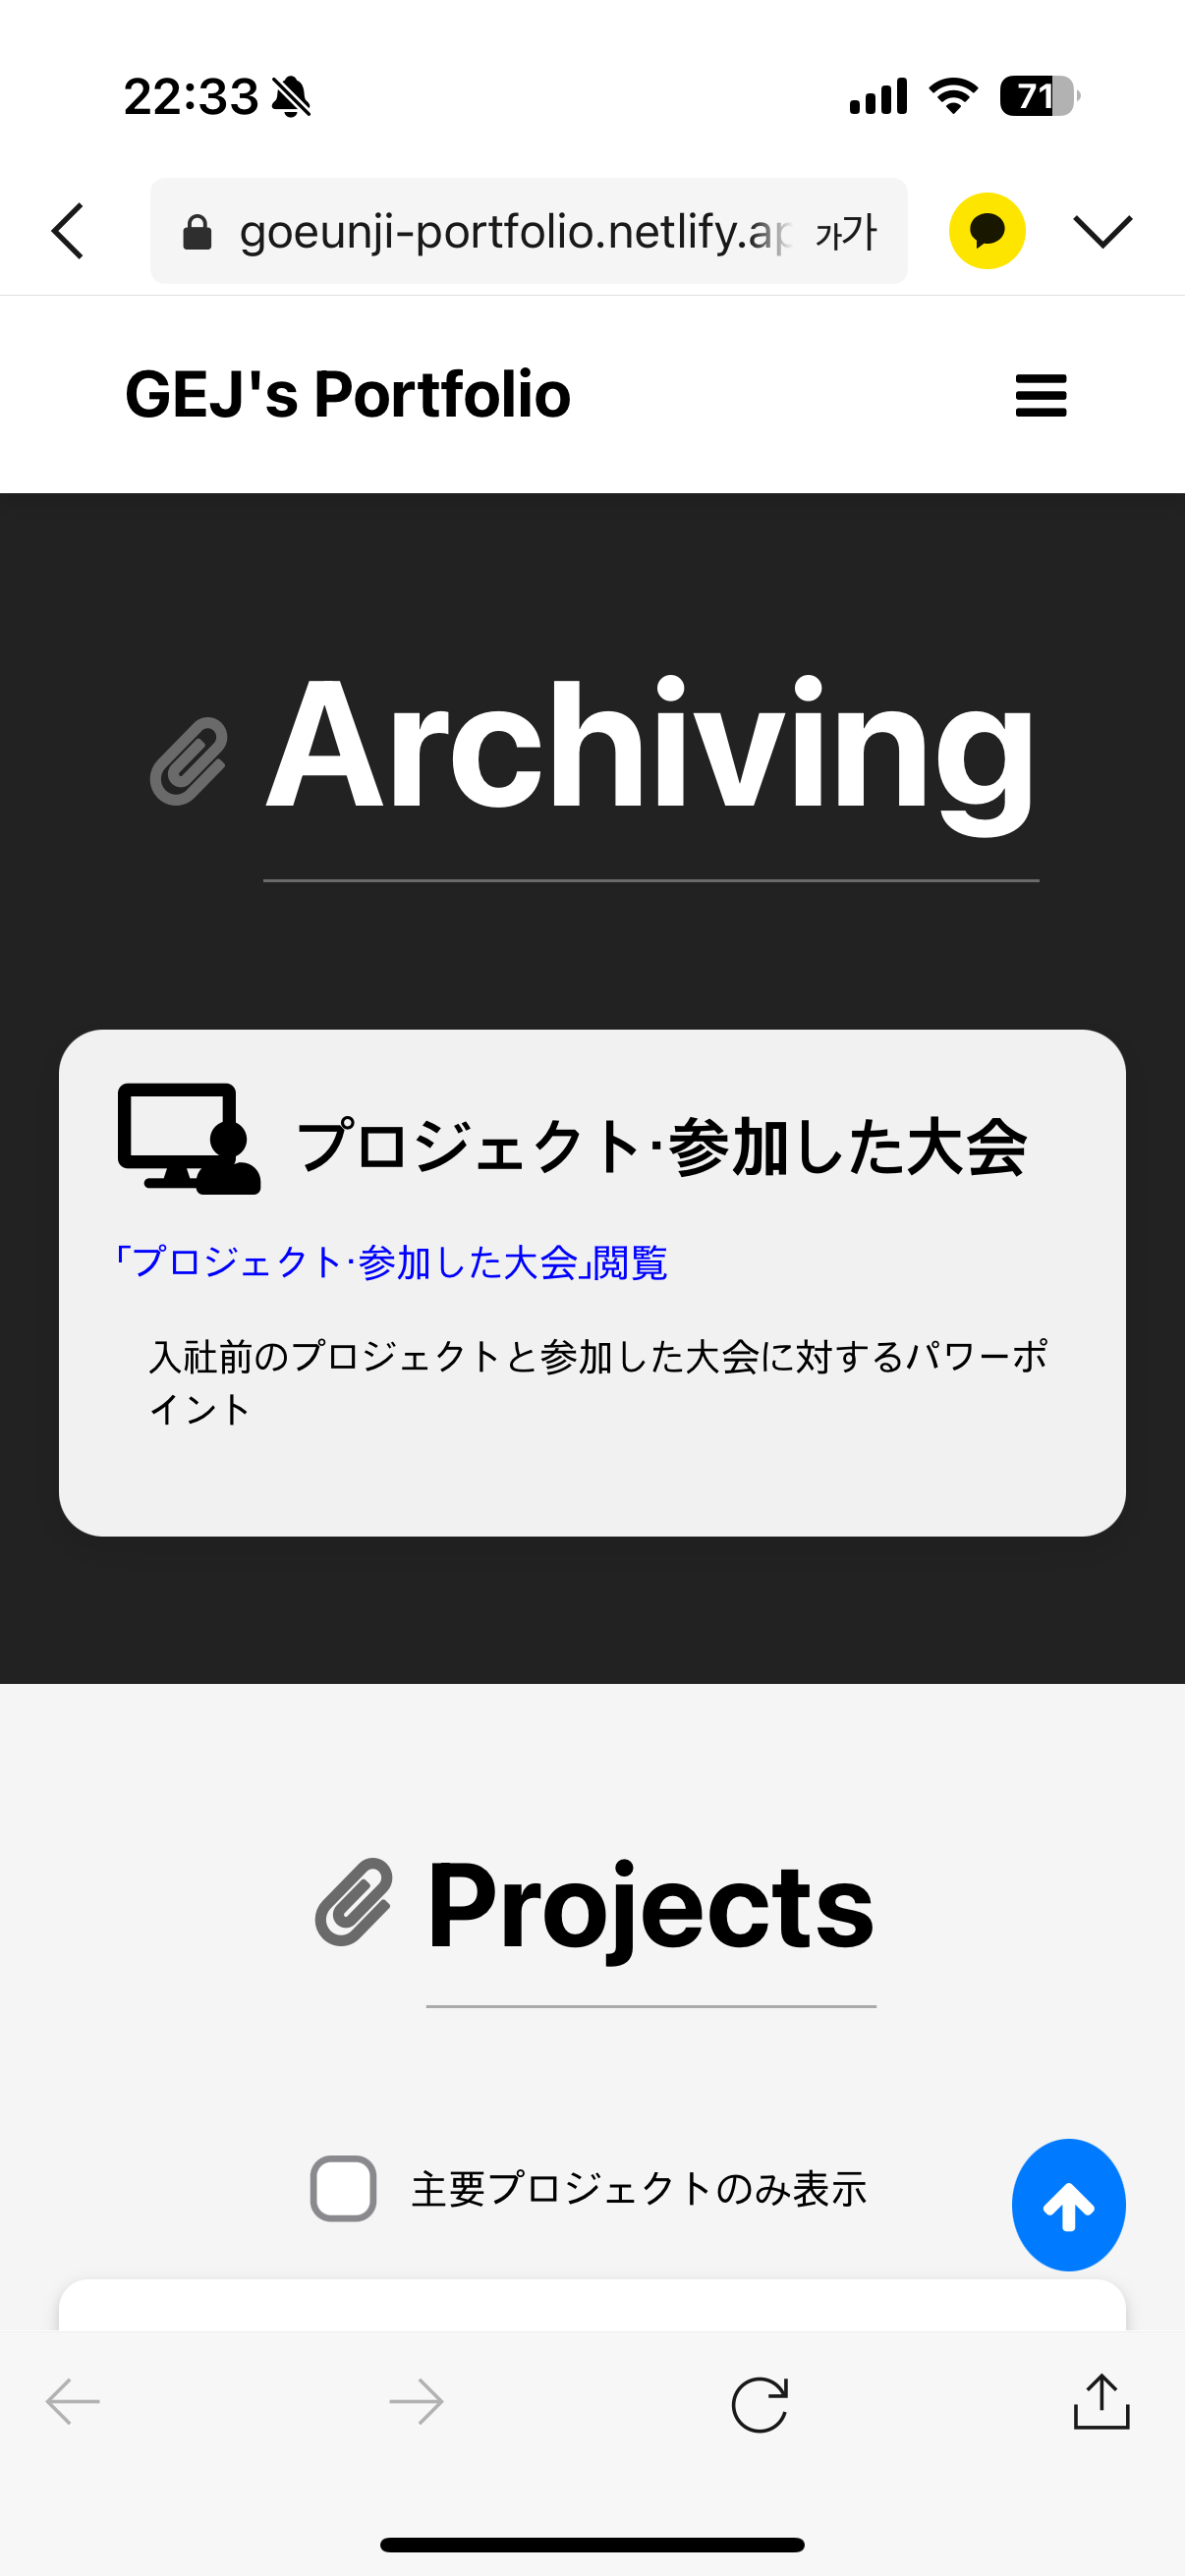 22:33
71
goeunji-portfolio.netlify.ap 가가
GEJ's Portfolio
Archiving
プロジェクト·参加した大会
「プロジェクト·参加した大会」閲覧
入社前のプロジェクトと参加した大会に対するパワーポ
イント
Projects
主要プロジェクトのみ表示